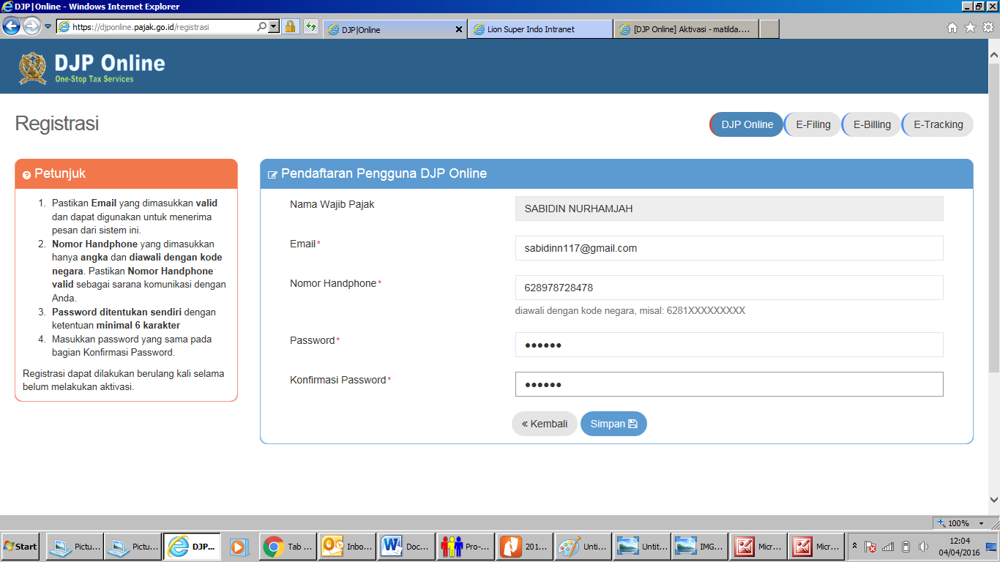 DJP|Online - Windows Internet Explorer
https://djponline.pajak.go.id/registrasi
DJP|Online
Lion Super Indo Intranet
[DJP Online] Aktivasi - matilda....
DJP Online
One-Stop Tax Services
Registrasi
DJP Online
E-Filing
E-Billing
E-Tracking
Petunjuk
1. Pastikan Email yang dimasukkan valid
dan dapat digunakan untuk menerima
pesan dari sistem ini.
2. Nomor Handphone yang dimasukkan
hanya angka dan diawali dengan kode
negara. Pastikan Nomor Handphone
valid sebagai sarana komunikasi dengan
Anda.
3. Password ditentukan sendiri dengan
ketentuan minimal 6 karakter
4. Masukkan password yang sama pada
bagian Konfirmasi Password.
Registrasi dapat dilakukan berulang kali selama
belum melakukan aktivasi.
Pendaftaran Pengguna DJP Online
Nama Wajib Pajak
SABIDIN NURHAMJAH
Email*
sabidinn117@gmail.com
Nomor Handphone*
628978728478
diawali dengan kode negara, misal: 6281XXXXXXXXX
Password*
●●●●●●
Konfirmasi Password*
●●●●●●
« Kembali
Simpan
100%
Start
Pictu...
Pictu...
DJP...
Tab ...
Inbo...
Doc...
Pro-...
201...
Unti...
Untit...
IMG...
Micr...
Micr...
12:04
04/04/2016